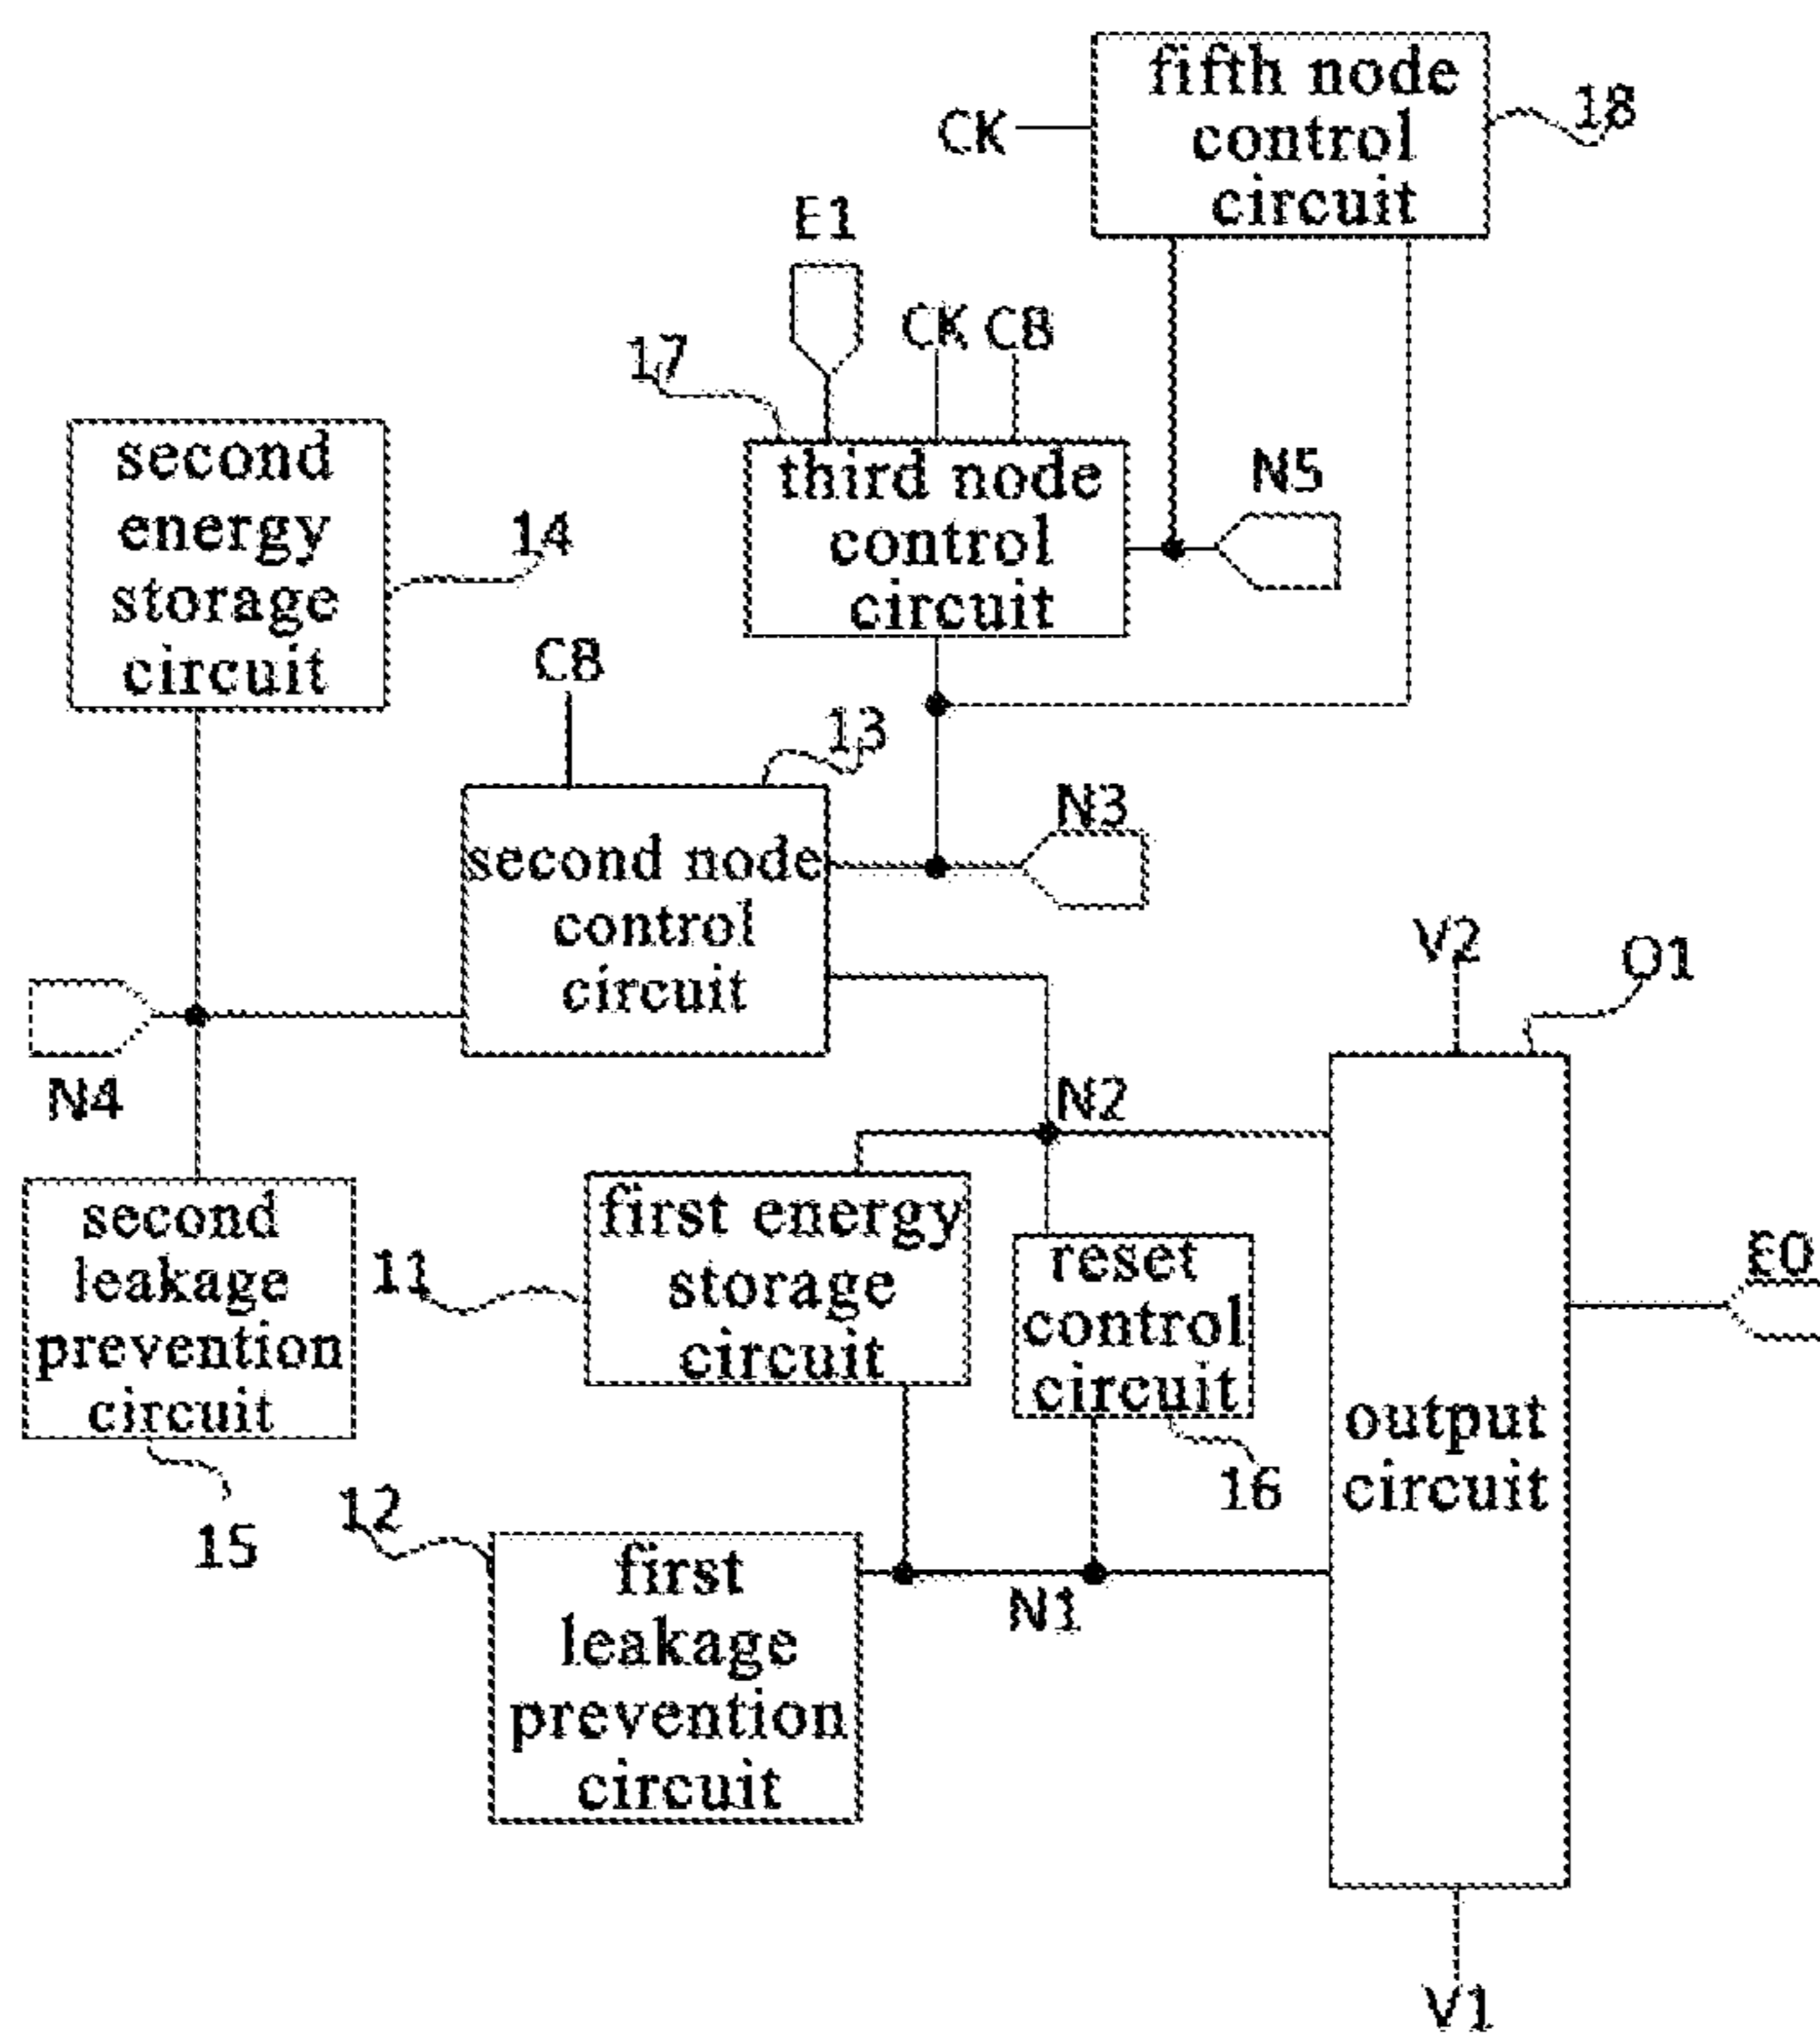 fifth node
control
circuit
18
CK
E1
CK
CB
17
third node
control
circuit
N5
second
energy
storage
circuit
14
CB
13
second node
control
circuit
N3
V2
O1
N4
N2
second
leakage
prevention
circuit
15
11
first energy
storage
circuit
reset
control
circuit
16
EO
output
circuit
12
first
leakage
prevention
circuit
N1
V1